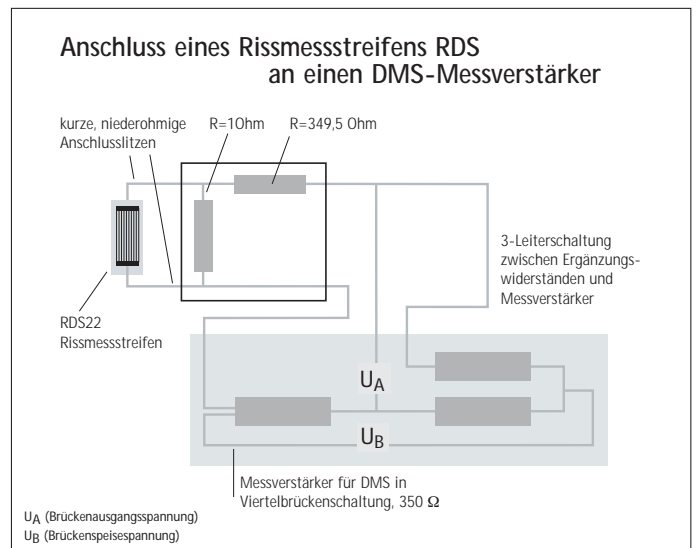 Anschluss eines Rissmessstreifens RDS
an einen DMS-Messverstärker
kurze, niederohmige
Anschlusslitzen
R=1Ohm
R=349,5 Ohm
3-Leiterschaltung
zwischen Ergänzungs-
widerständen und
Messverstärker
RDS22
Rissmessstreifen
UA
UB
Messverstärker für DMS in
Viertelbrückenschaltung, 350 Ω
UA (Brückenausgangsspannung)
UB (Brückenspeisespannung)